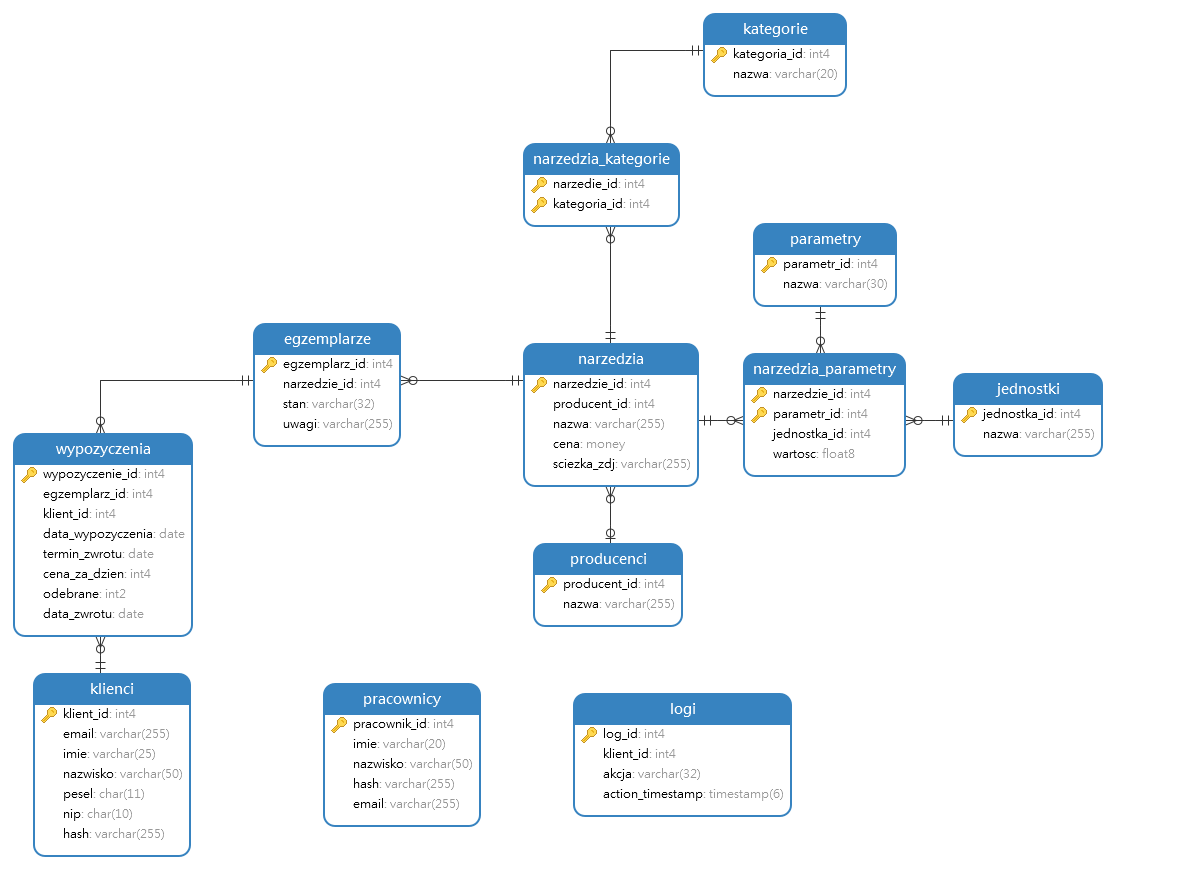 kategorie
kategoria_id: int4
nazwa: varchar(20)
narzedzia_kategorie
narzedie_id: int4
kategoria_id: int4
parametry
parametr_id: int4
nazwa: varchar(30)
egzemplarze
egzemplarz_id: int4
narzedzie_id: int4
stan: varchar(32)
uwagi: varchar(255)
narzedzia
narzedzie_id: int4
producent_id: int4
nazwa: varchar(255)
cena: money
sciezka_zdj: varchar(255)
narzedzia_parametry
narzedzie_id: int4
parametr_id: int4
jednostka_id: int4
wartosc: float8
jednostki
jednostka_id: int4
nazwa: varchar(255)
wypozyczenia
wypozyczenie_id: int4
egzemplarz_id: int4
klient_id: int4
data_wypozyczenia: date
termin_zwrotu: date
cena_za_dzien: int4
odebrane: int2
data_zwrotu: date
producenci
producent_id: int4
nazwa: varchar(255)
klienci
klient_id: int4
email: varchar(255)
imie: varchar(25)
nazwisko: varchar(50)
pesel: char(11)
nip: char(10)
hash: varchar(255)
pracownicy
pracownik_id: int4
imie: varchar(20)
nazwisko: varchar(50)
hash: varchar(255)
email: varchar(255)
logi
log_id: int4
klient_id: int4
akcja: varchar(32)
action_timestamp: timestamp(6)